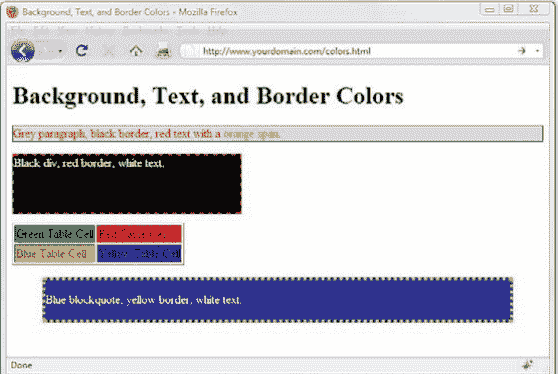 Background, Text, and Border Colors - Mozilla Firefox
http://www.yourdomain.com/colors.html
Background, Text, and Border Colors
Grey paragraph, black border, red text with a orange span.
Black div, red border, white text.
Green Table Cell
Blue Table Cell
Blue blockquote, yellow border, white text.
Done